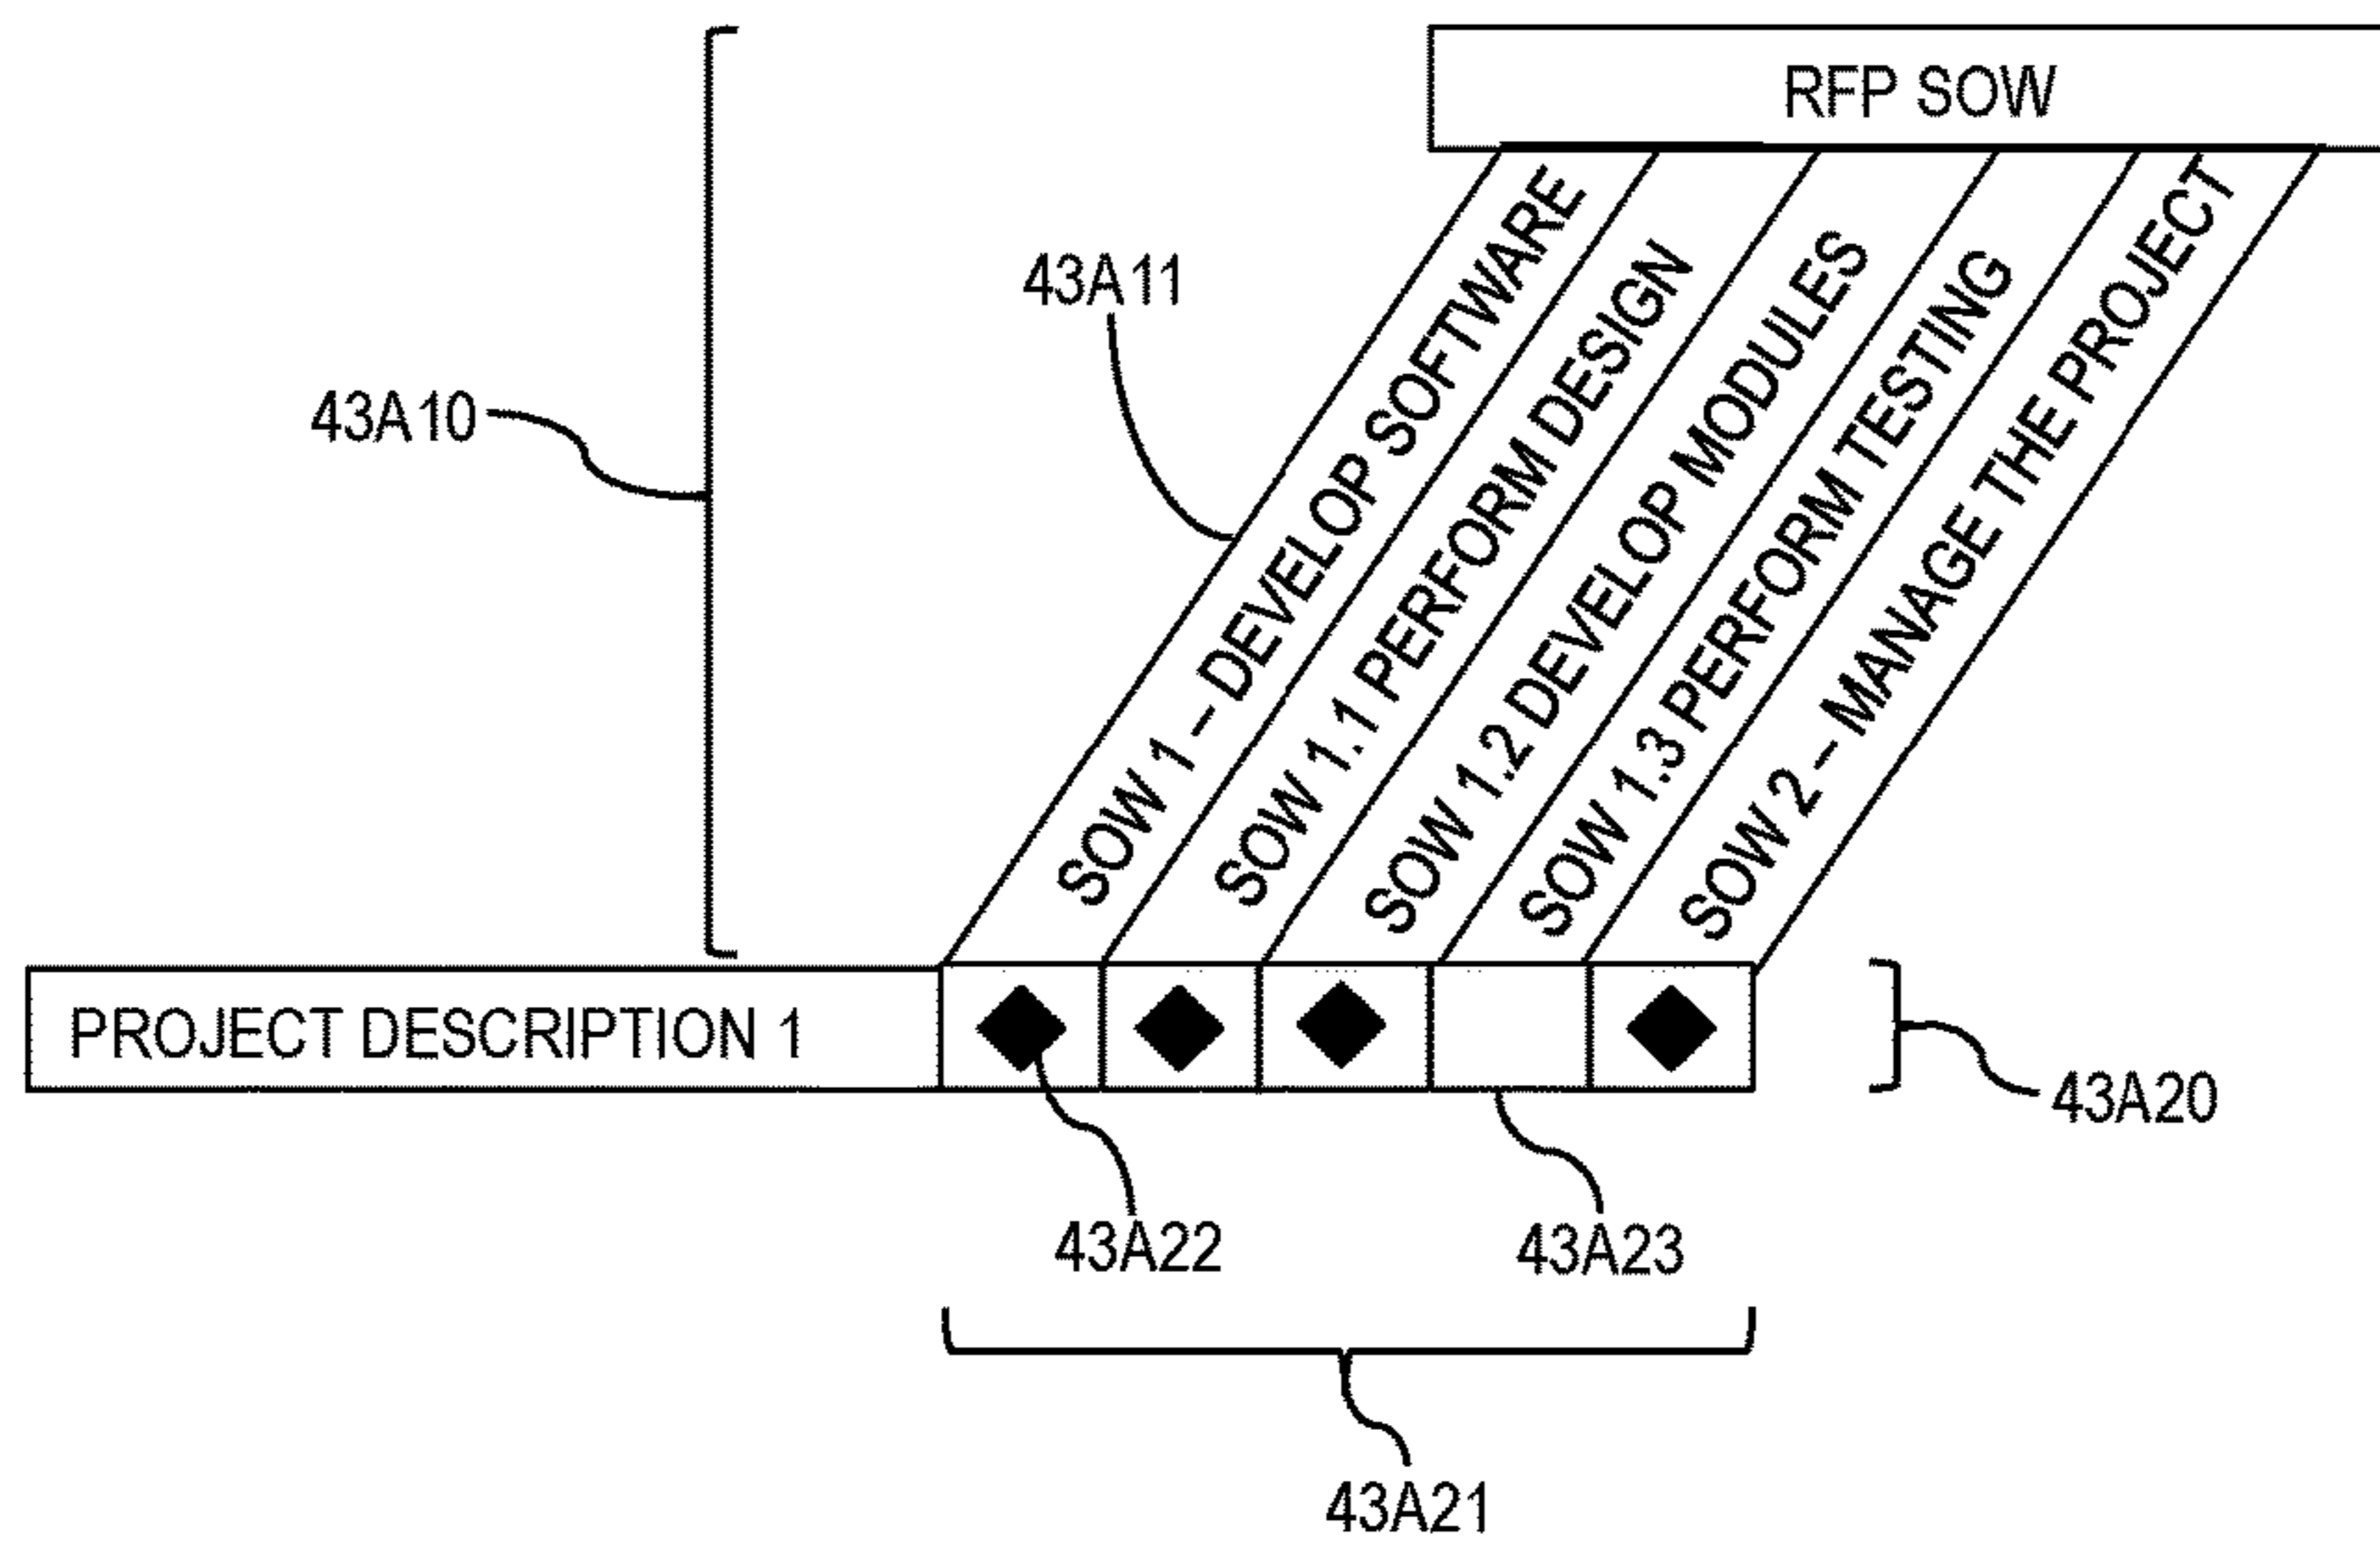 RFP SOW
43A11
43A10
SOW 1 – DEVELOP SOFTWARE
SOW 1.1 PERFORM DESIGN
SOW 1.2 DEVELOP MODULES
SOW 1.3 PERFORM TESTING
SOW 2 – MANAGE THE PROJECT
PROJECT DESCRIPTION 1
43A20
43A22
43A23
43A21